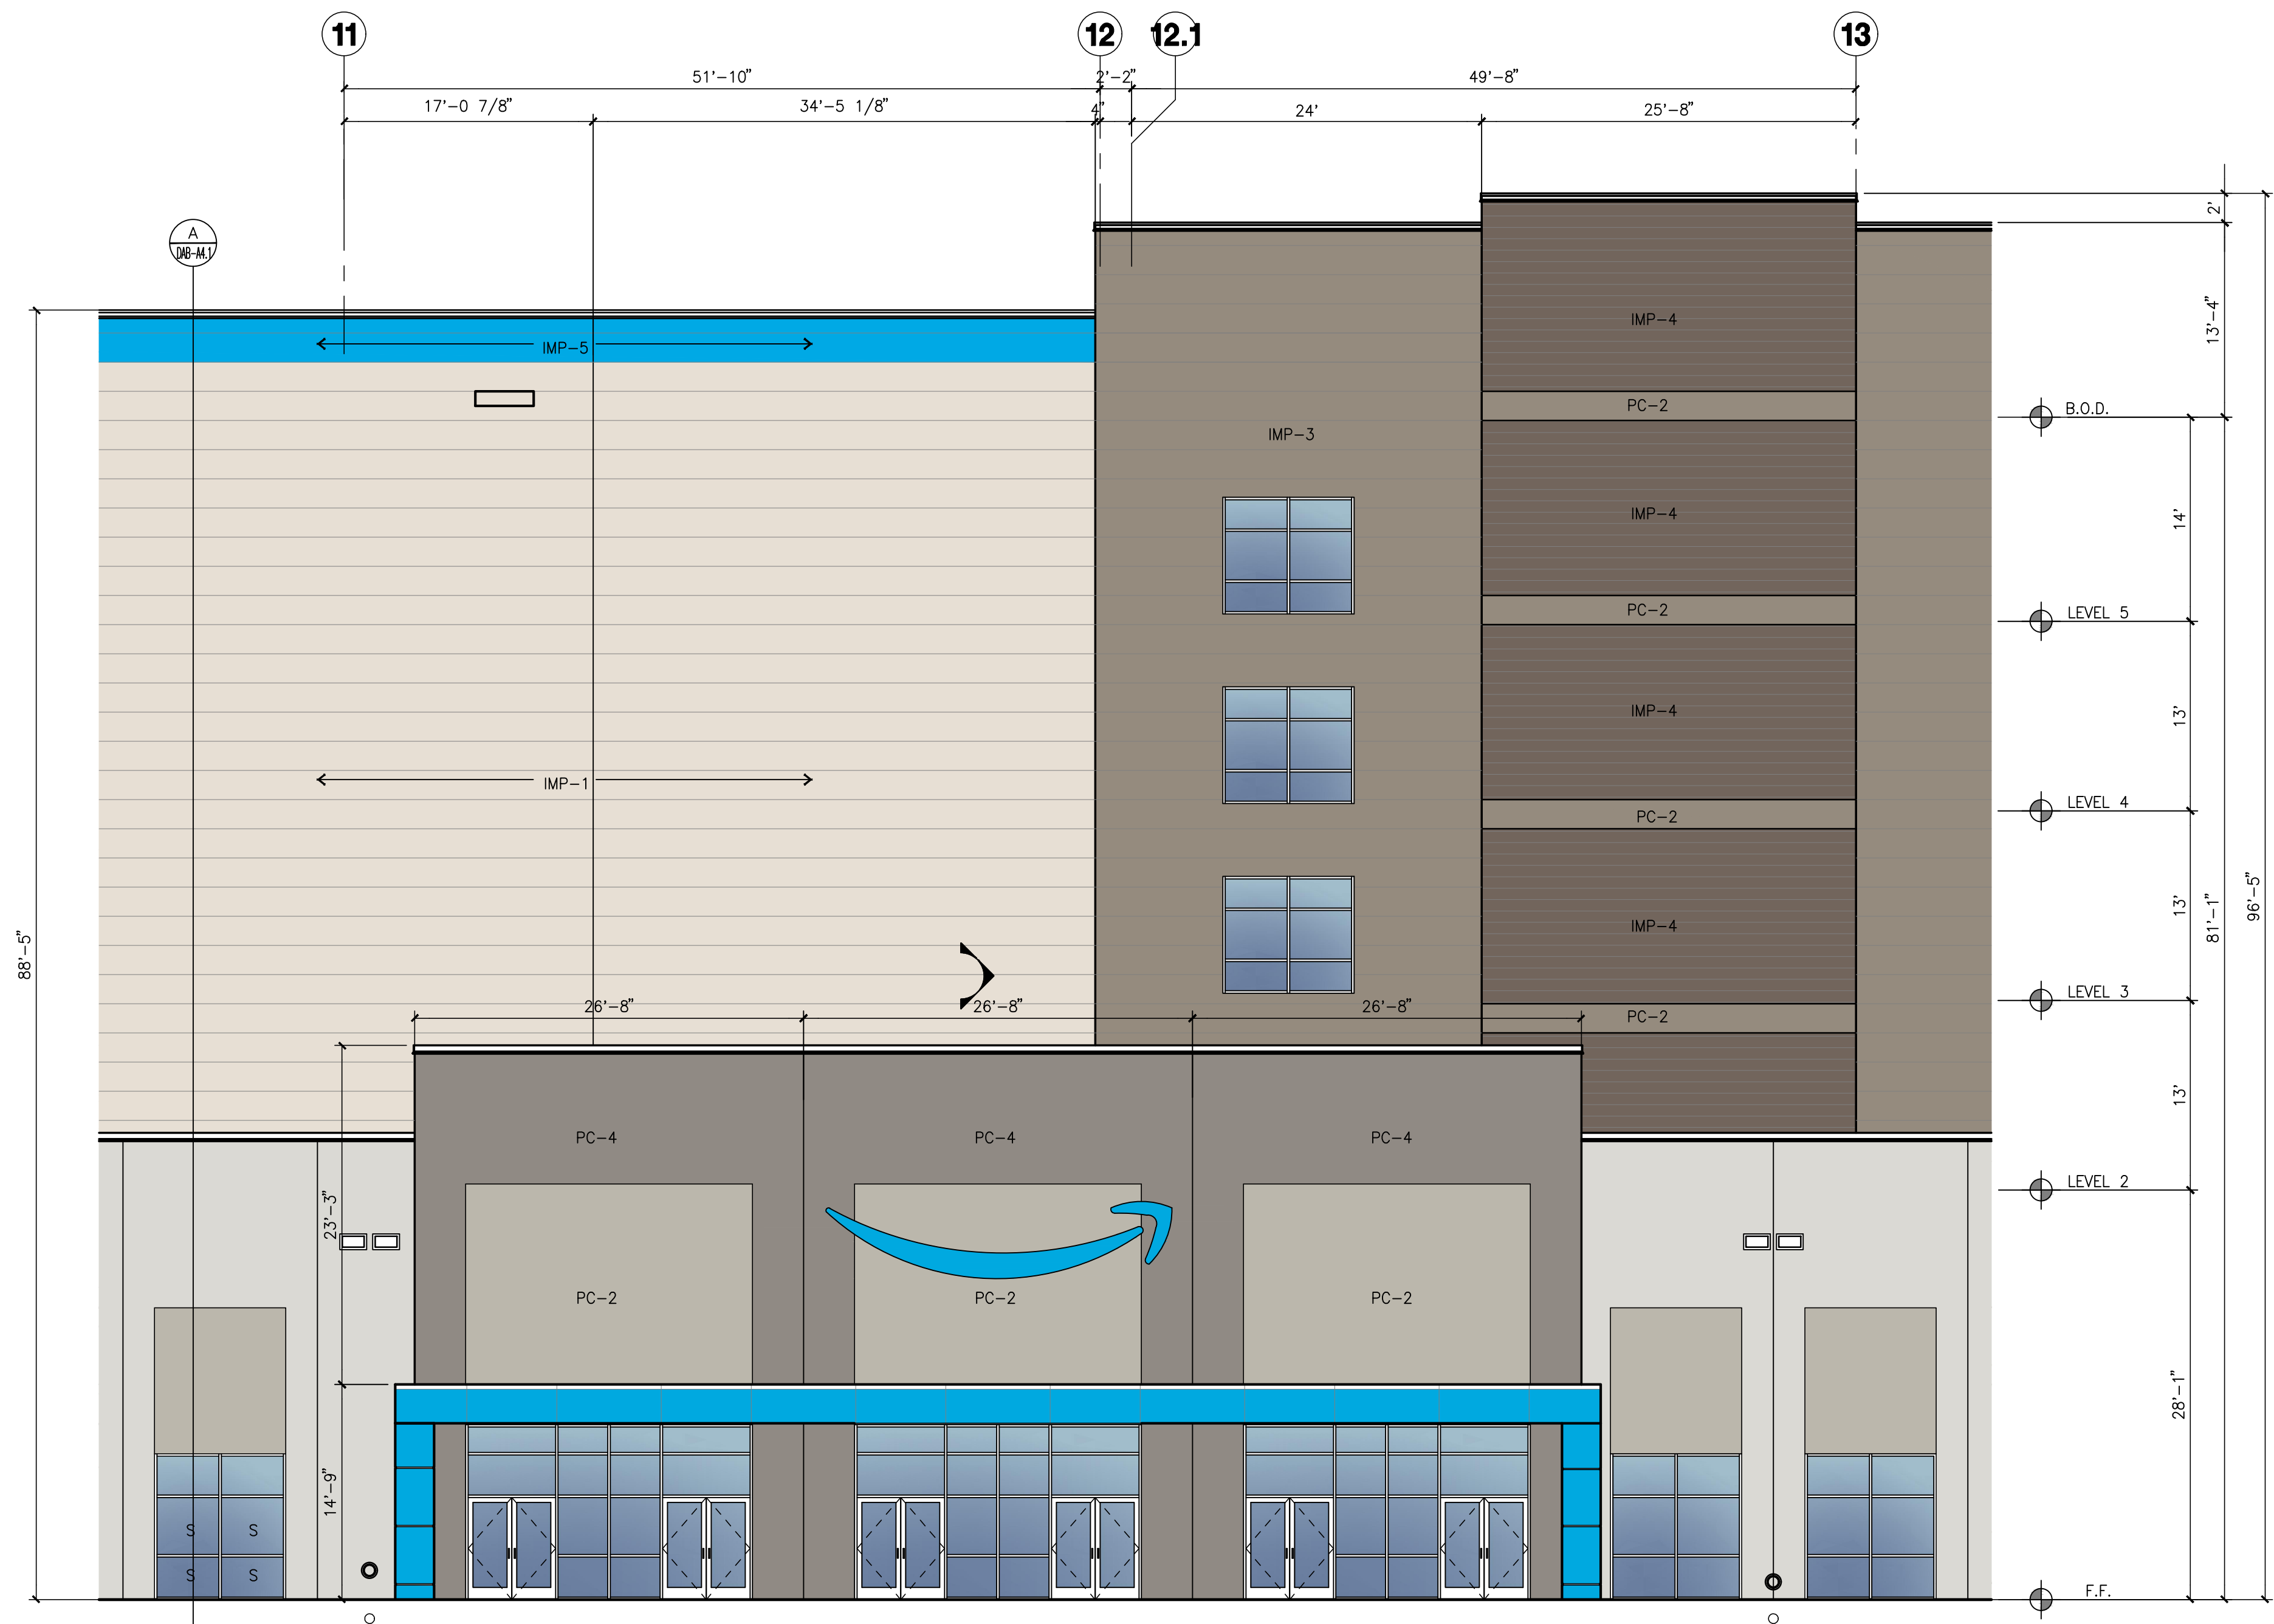 11 12 12.1 13
51'-10" 2'-2" 49'-8"
17'-0 7/8" 34'-5 1/8" 4" 24' 25'-8"
2'
A
DAB-A4.1
13'-4"
IMP-4
IMP-5
PC-2
B.O.D.
IMP-3
IMP-4
14'
PC-2
LEVEL 5
IMP-4
13'
IMP-1
LEVEL 4
PC-2
96'-5"
13'
81'-1"
IMP-4
88'-5"
LEVEL 3
26'-8" 26'-8" 26'-8"
PC-2
13'
PC-4 PC-4 PC-4
LEVEL 2
23'-3"
PC-2 PC-2 PC-2
28'-1"
14'-9"
S S
S S
F.F.